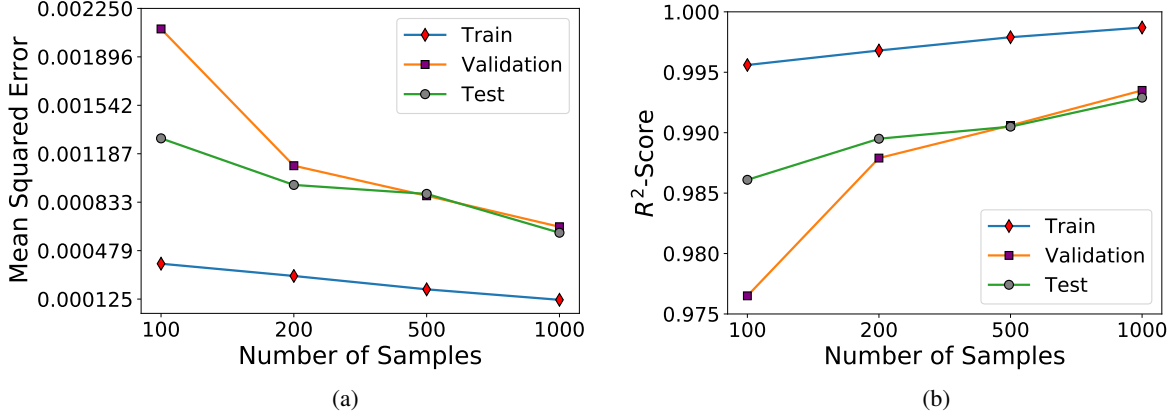 0.002250
0.001896
0.001542
0.001187
0.000833
0.000479
0.000125
Mean Squared Error
Train
Validation
Test
100
200
500
1000
Number of Samples
(a)
1.000
0.995
0.990
0.985
0.980
0.975
R²-Score
Train
Validation
Test
100
200
500
1000
Number of Samples
(b)